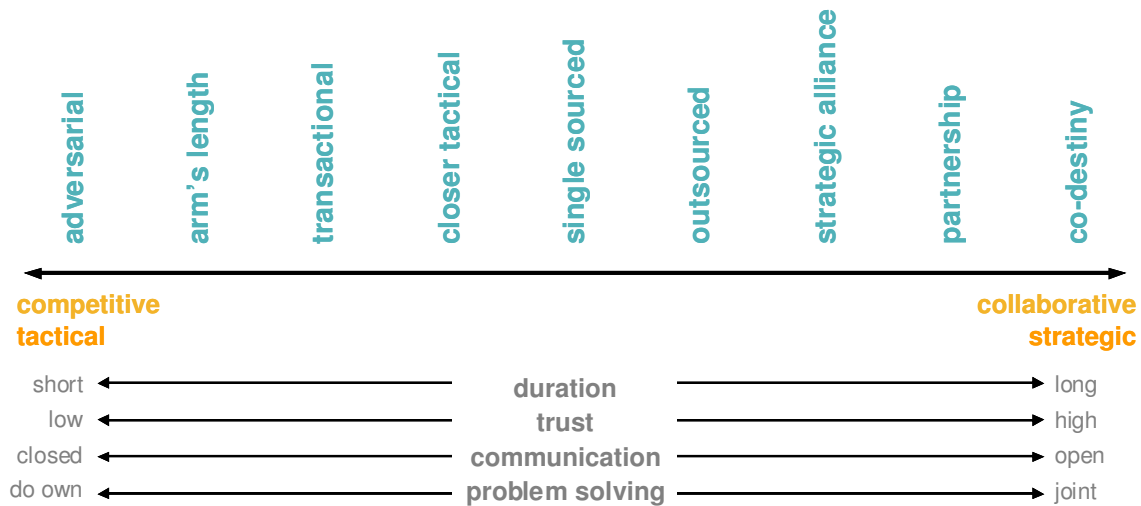 adversarial
arm's length
transactional
closer tactical
single sourced
outsourced
strategic alliance
partnership
co-destiny
competitive
tactical
collaborative
strategic
short
duration
long
low
trust
high
closed
communication
open
do own
problem solving
joint